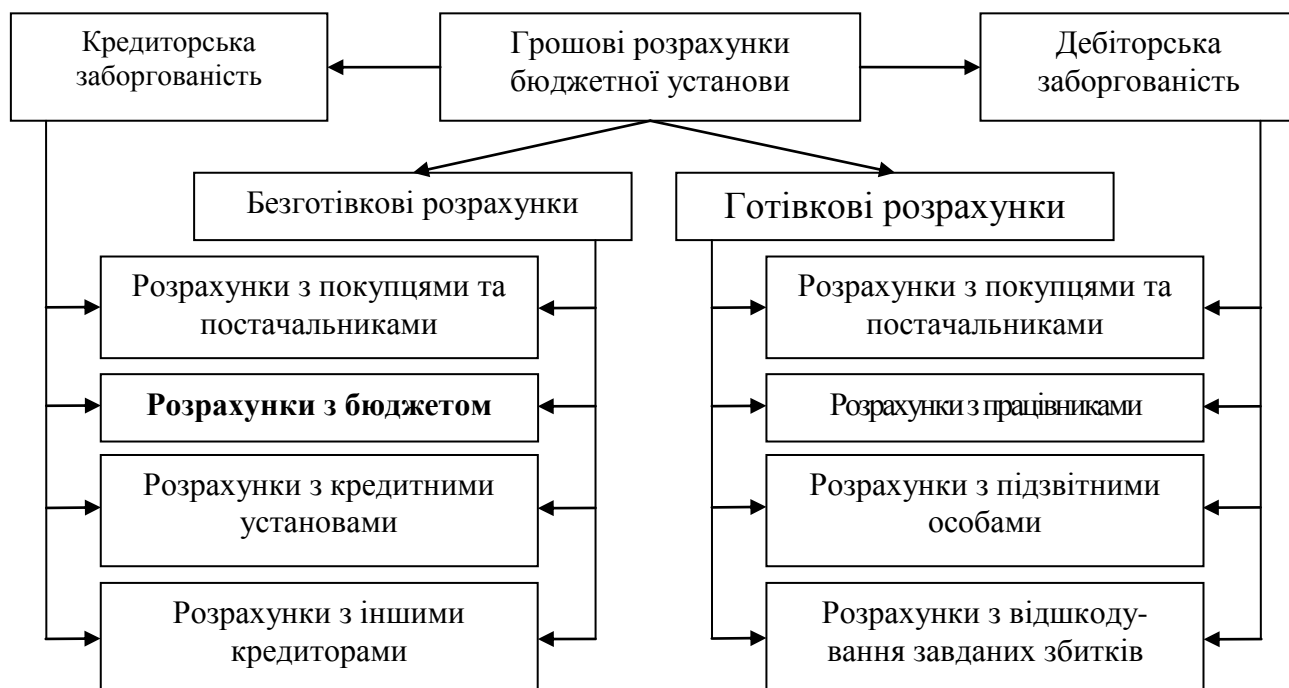 Кредиторська
заборгованість
Грошові розрахунки
бюджетної установи
Дебіторська
заборгованість
Безготівкові розрахунки
Готівкові розрахунки
Розрахунки з покупцями та
постачальниками
Розрахунки з покупцями та
постачальниками
Розрахунки з бюджетом
Розрахунки з працівниками
Розрахунки з кредитними
установами
Розрахунки з підзвітними
особами
Розрахунки з іншими
кредиторами
Розрахунки з відшкоду-
вання завданих збитків